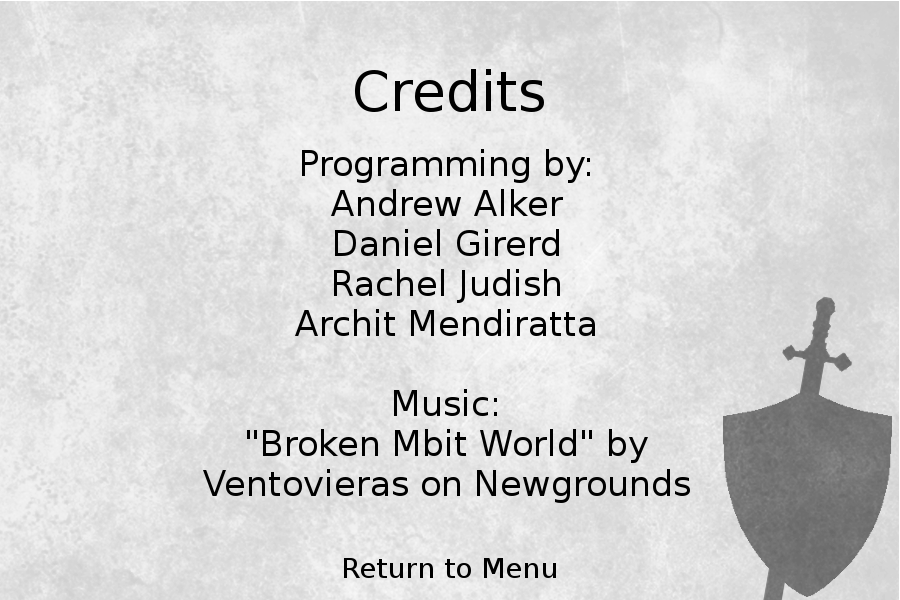 Credits
Programming by:
Andrew Alker
Daniel Girerd
Rachel Judish
Archit Mendiratta
Music:
"Broken Mbit World" by
Ventovieras on Newgrounds
Return to Menu